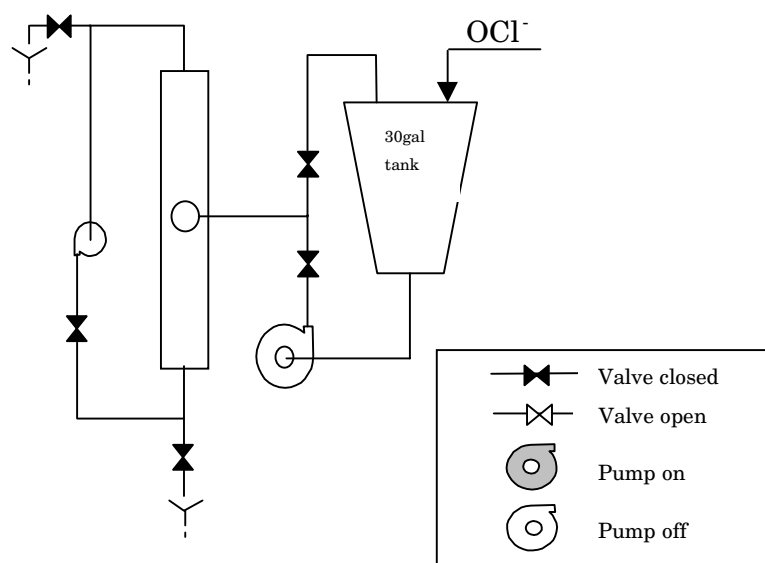 OCl-
30gal
tank
Valve closed
Valve open
Pump on
Pump off